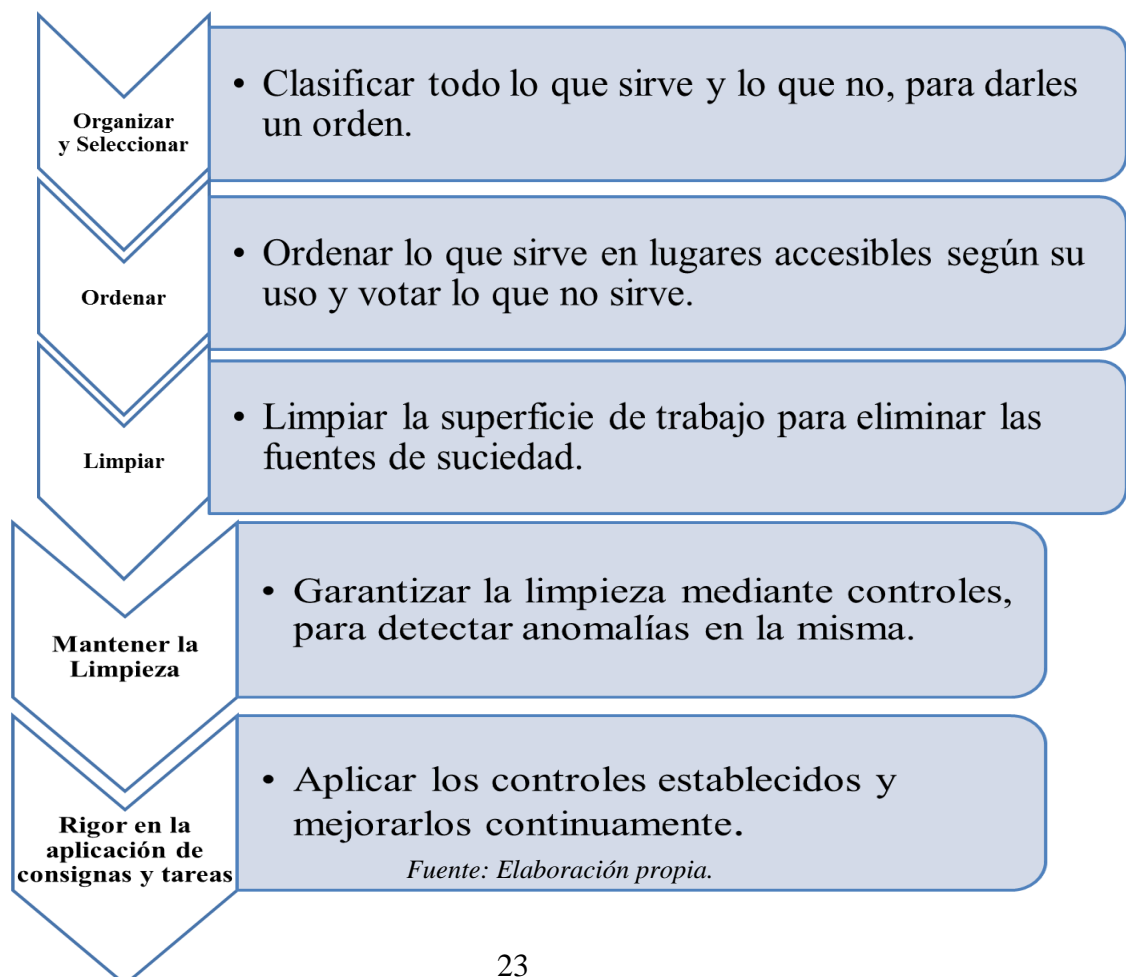 Organizar
y Seleccionar
• Clasificar todo lo que sirve y lo que no, para darles
un orden.
Ordenar
• Ordenar lo que sirve en lugares accesibles según su
uso y votar lo que no sirve.
Limpiar
• Limpiar la superficie de trabajo para eliminar las
fuentes de suciedad.
Mantener la
Limpieza
• Garantizar la limpieza mediante controles,
para detectar anomalías en la misma.
Rigor en la
aplicación de
consignas y tareas
• Aplicar los controles establecidos y
mejorarlos continuamente.
Fuente: Elaboración propia.
23